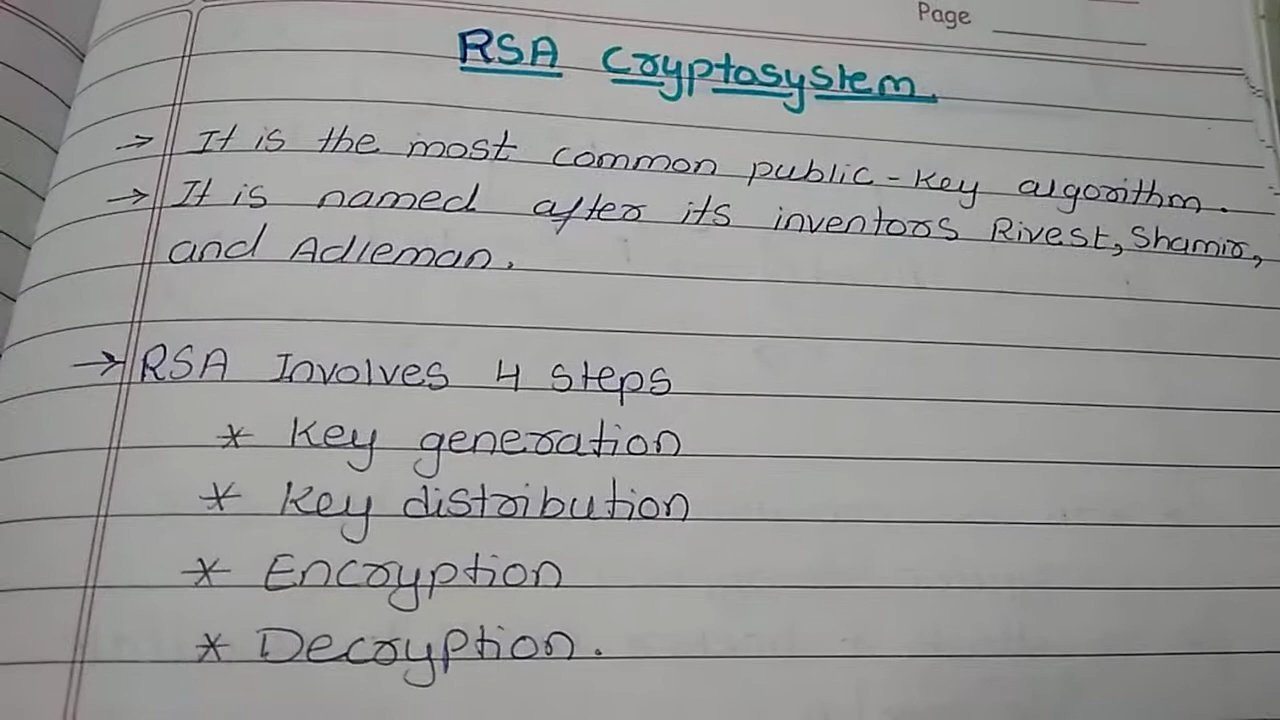 Page
RSA Cryptosystem.
→ It is the most common public-key algorithm.
→ It is named after its inventors Rivest, Shamir,
and Adleman.
→ RSA Involves 4 steps
* Key generation
* Key distribution
* Encryption
* Decryption.